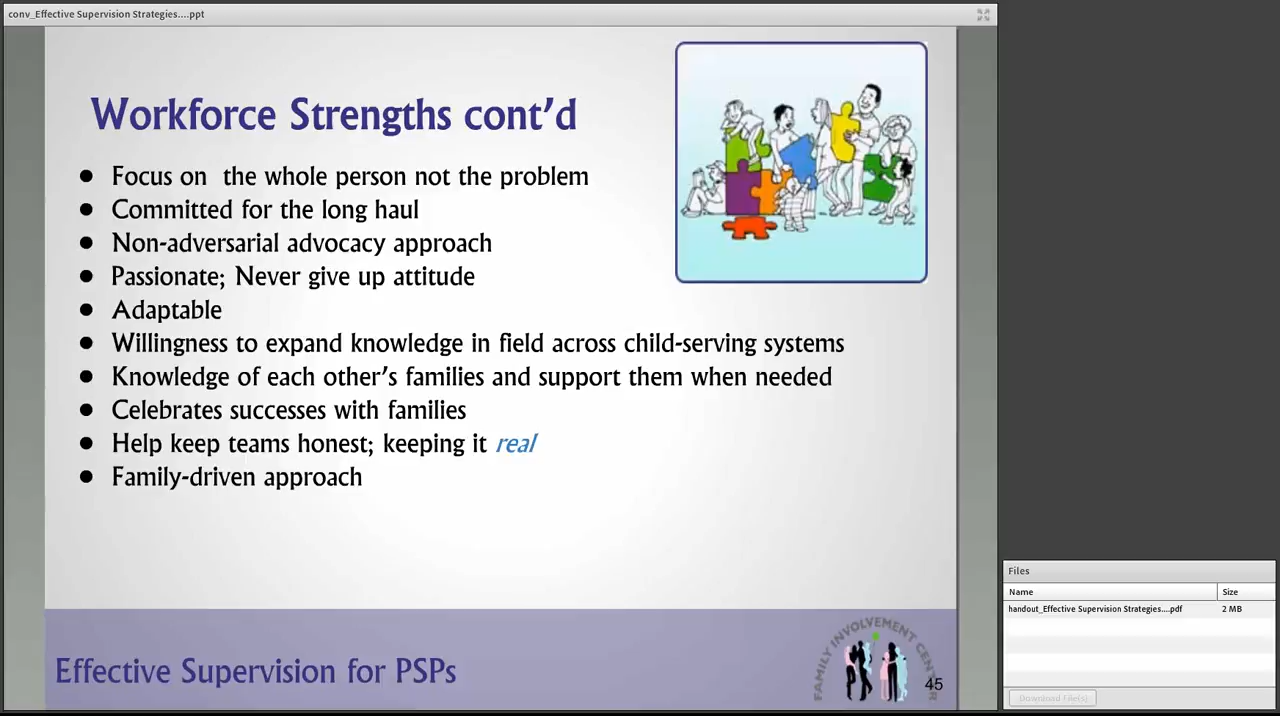 conv_Effective Supervision Strategies....ppt
Workforce Strengths cont'd
● Focus on the whole person not the problem
● Committed for the long haul
● Non-adversarial advocacy approach
● Passionate; Never give up attitude
● Adaptable
● Willingness to expand knowledge in field across child-serving systems
● Knowledge of each other's families and support them when needed
● Celebrates successes with families
● Help keep teams honest; keeping it real
● Family-driven approach
Effective Supervision for PSPs
FAMILY INVOLVEMENT CENTER
45
Files
Name Size
handout_Effective Supervision Strategies....pdf 2 MB
Download File(s)